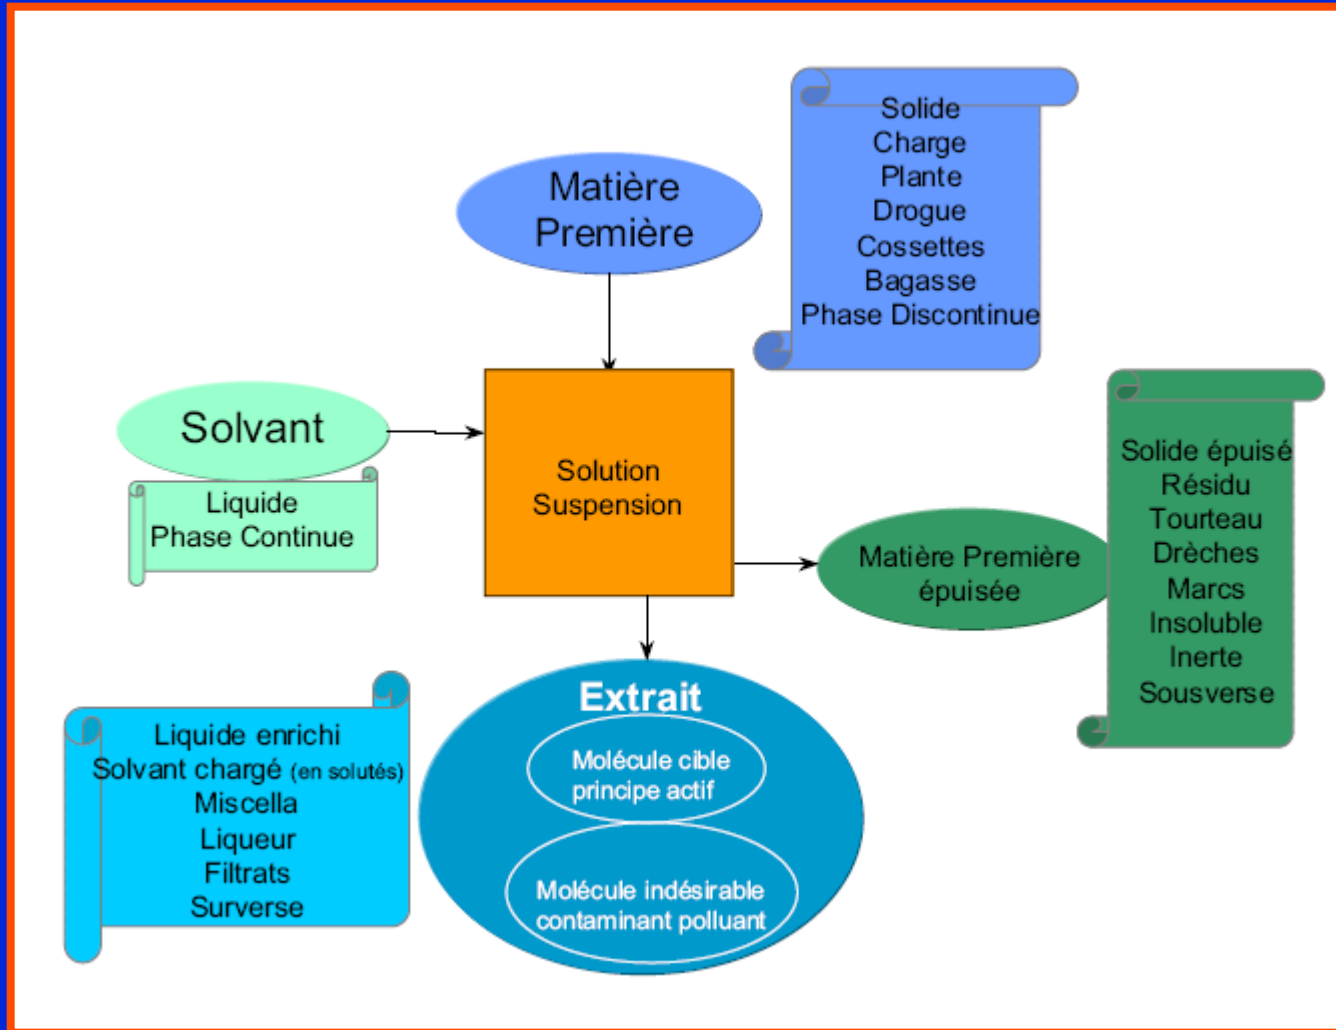 Matière
Première
Solide
Charge
Plante
Drogue
Cossettes
Bagasse
Phase Discontinue
Solvant
Liquide
Phase Continue
Solution
Suspension
Matière Première
épuisée
Solide épuisé
Résidu
Tourteau
Drèches
Marcs
Insoluble
Inerte
Sousverse
Extrait
Molécule cible
principe actif
Molécule indésirable
contaminant polluant
Liquide enrichi
Solvant chargé (en solutés)
Miscella
Liqueur
Filtrats
Surverse